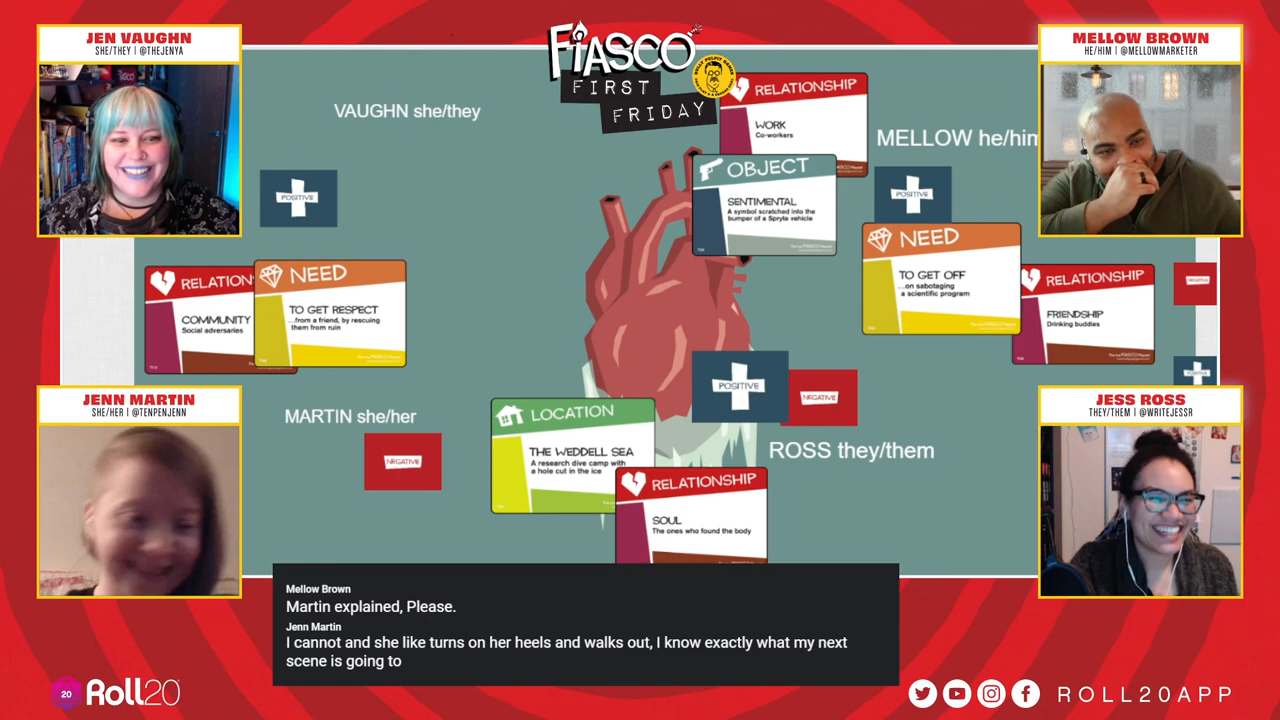 JEN VAUGHN
SHE/THEY | @THEJENYA
FIASCO
FIRST
FRIDAY
BULLY PULPIT GAMES
MELLOW BROWN
HE/HIM | @MELLOWMARKETER
VAUGHN she/they
POSITIVE
RELATIONSHIP
WORK
Co-workers
MELLOW he/him
POSITIVE
OBJECT
SENTIMENTAL
A symbol scratched into the
bumper of a Spryte vehicle
NEED
TO GET OFF
...on sabotaging
a scientific program
RELATIONSHIP
FRIENDSHIP
Drinking buddies
NEGATIVE
POSITIVE
RELATION
COMMUNITY
Social adversaries
NEED
TO GET RESPECT
...from a friend, by rescuing
them from ruin
POSITIVE
NEGATIVE
JENN MARTIN
SHE/HER | @TENPENJENN
MARTIN she/her
NEGATIVE
LOCATION
THE WEDDELL SEA
A research dive camp with
a hole cut in the ice
RELATIONSHIP
SOUL
The ones who found the body
ROSS they/them
JESS ROSS
THEY/THEM | @WRITEJESSR
Mellow Brown
Martin explained, Please.
Jenn Martin
I cannot and she like turns on her heels and walks out, I know exactly what my next
scene is going to
20
Roll20
ROLL20APP